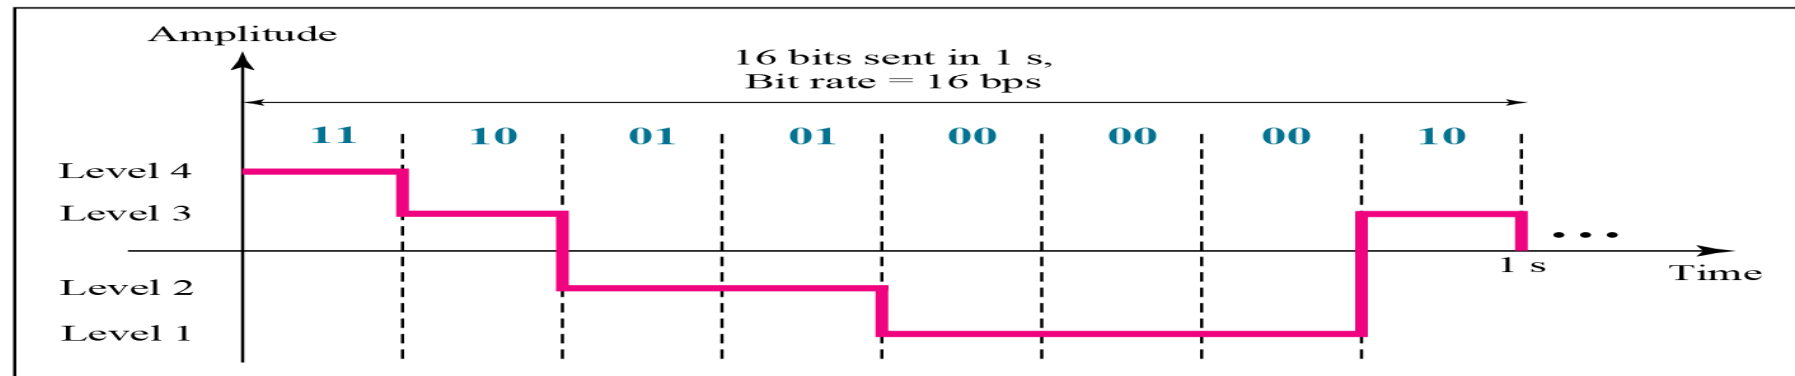 Amplitude
16 bits sent in 1 s,
Bit rate = 16 bps
11 10 01 01 00 00 00 10
Level 4
Level 3
Level 2
Level 1
1 s
Time